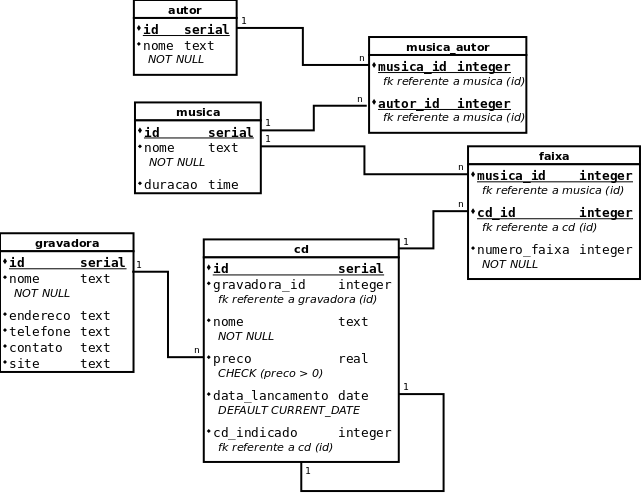 autor
id serial
nome text
NOT NULL
1
n
musica_autor
musica_id integer
fk referente a musica (id)
autor_id integer
fk referente a musica (id)
n
musica
id serial
nome text
NOT NULL
duracao time
1
1
n
n
faixa
musica_id integer
fk referente a musica (id)
cd_id integer
fk referente a cd (id)
numero_faixa integer
NOT NULL
gravadora
id serial
nome text
NOT NULL
endereco text
telefone text
contato text
site text
1
n
cd
id serial
gravadora_id integer
fk referente a gravadora (id)
nome text
NOT NULL
preco real
CHECK (preco > 0)
data_lancamento date
DEFAULT CURRENT_DATE
cd_indicado integer
fk referente a cd (id)
1
1
1